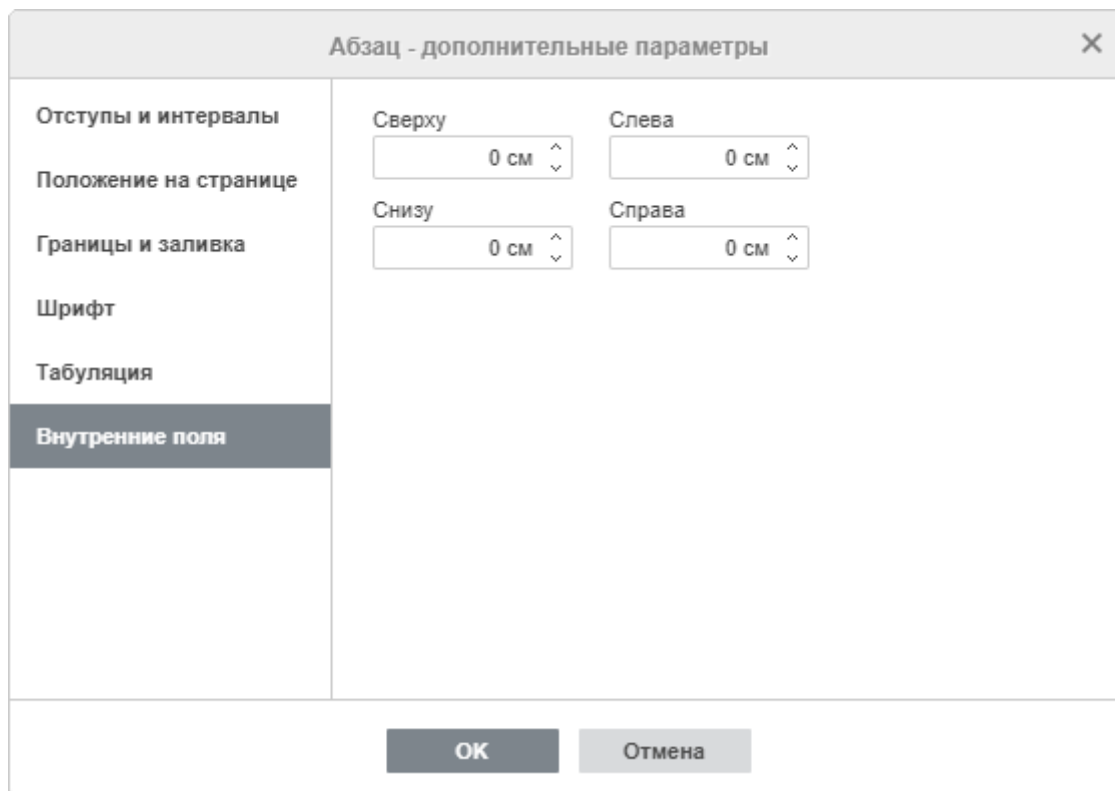 Абзац - дополнительные параметры
Отступы и интервалы
Положение на странице
Границы и заливка
Шрифт
Табуляция
Внутренние поля
Сверху Слева
0 см 0 см
Снизу Справа
0 см 0 см
OK Отмена